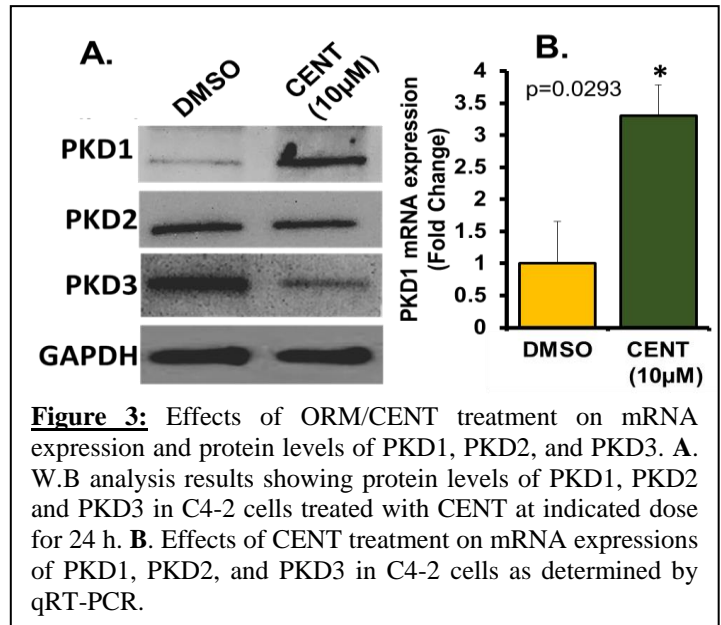 A.
DMSO
CENT
(10µM)
PKD1
PKD2
PKD3
GAPDH
B.
PKD1 mRNA expression
(Fold Change)
4
3.5
3
2.5
2
1.5
1
0.5
0
p=0.0293
*
DMSO
CENT
(10µM)
Figure 3: Effects of ORM/CENT treatment on mRNA
expression and protein levels of PKD1, PKD2, and PKD3. A.
W.B analysis results showing protein levels of PKD1, PKD2
and PKD3 in C4-2 cells treated with CENT at indicated dose
for 24 h. B. Effects of CENT treatment on mRNA expressions
of PKD1, PKD2, and PKD3 in C4-2 cells as determined by
qRT-PCR.